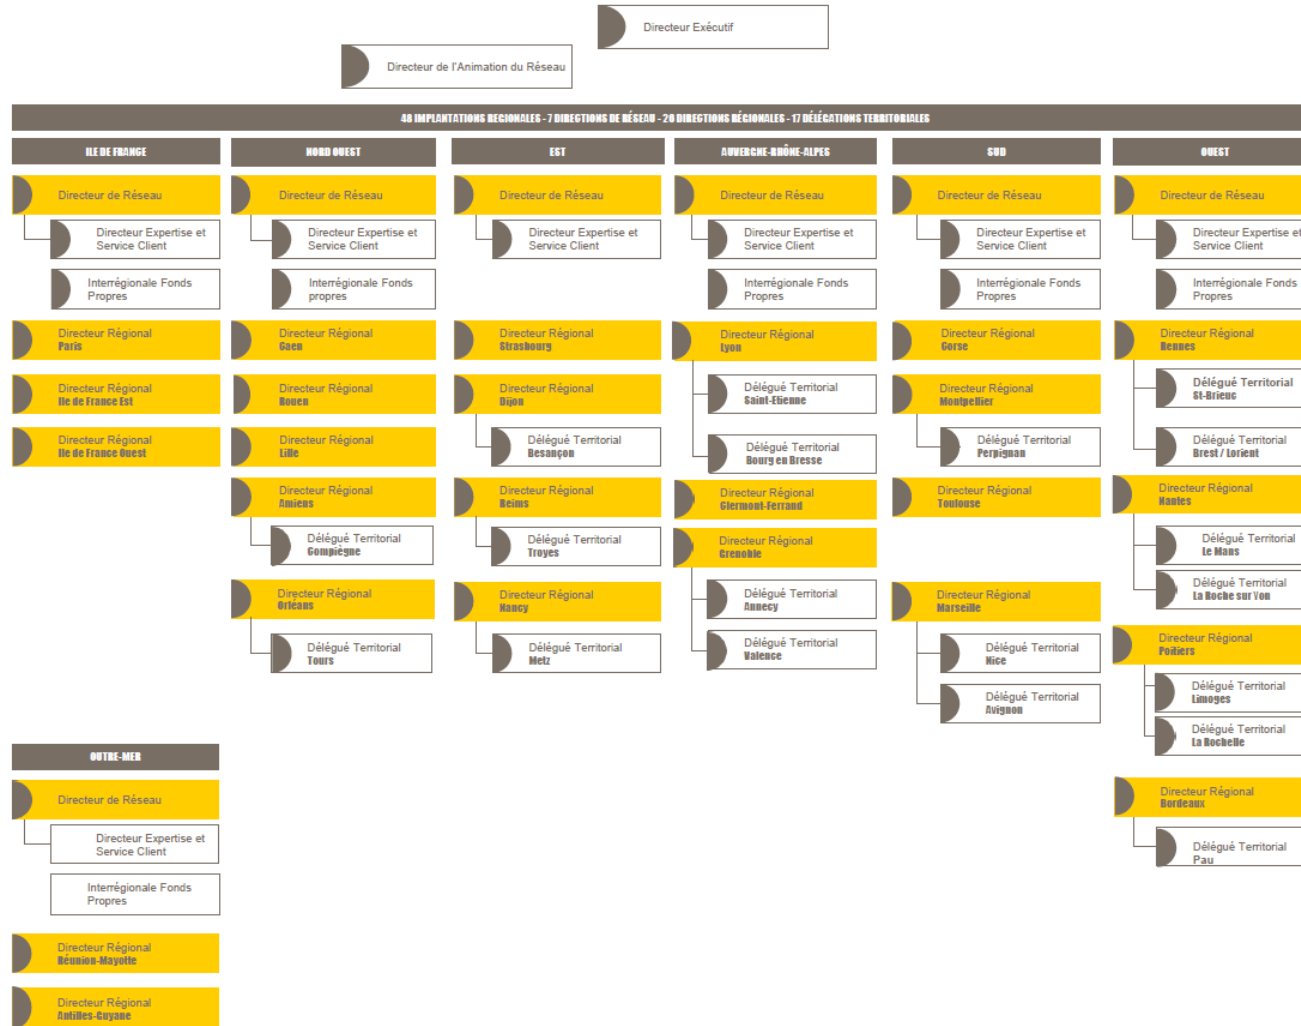 Directeur Exécutif
Directeur de l'Animation du Réseau
48 IMPLANTATIONS REGIONALES - 7 DIRECTIONS DE RÉSEAU - 20 DIRECTIONS RÉGIONALES - 17 DÉLÉGATIONS TERRITORIALES
ILE DE FRANCE
Directeur de Réseau
Directeur Expertise et
Service Client
Interrégionale Fonds
Propres
Directeur Régional
Paris
Directeur Régional
Ile de France Est
Directeur Régional
Ile de France Ouest
NORD OUEST
Directeur de Réseau
Directeur Expertise et
Service Client
Interrégionale Fonds
propres
Directeur Régional
Caen
Directeur Régional
Rouen
Directeur Régional
Lille
Directeur Régional
Amiens
Délégué Territorial
Compiègne
Directeur Régional
Orléans
Délégué Territorial
Tours
EST
Directeur de Réseau
Directeur Expertise et
Service Client
Directeur Régional
Strasbourg
Directeur Régional
Dijon
Délégué Territorial
Besançon
Directeur Régional
Reims
Délégué Territorial
Troyes
Directeur Régional
Nancy
Délégué Territorial
Metz
AUVERGNE-RHÔNE-ALPES
Directeur de Réseau
Directeur Expertise et
Service Client
Interrégionale Fonds
Propres
Directeur Régional
Lyon
Délégué Territorial
Saint-Etienne
Délégué Territorial
Bourg en Bresse
Directeur Régional
Clermont-Ferrand
Directeur Régional
Grenoble
Délégué Territorial
Annecy
Délégué Territorial
Valence
SUD
Directeur de Réseau
Directeur Expertise et
Service Client
Interrégionale Fonds
Propres
Directeur Régional
Corse
Directeur Régional
Montpellier
Délégué Territorial
Perpignan
Directeur Régional
Toulouse
Directeur Régional
Marseille
Délégué Territorial
Nice
Délégué Territorial
Avignon
OUEST
Directeur de Réseau
Directeur Expertise et
Service Client
Interrégionale Fonds
Propres
Directeur Régional
Rennes
Délégué Territorial
St-Brieuc
Délégué Territorial
Brest / Lorient
Directeur Régional
Nantes
Délégué Territorial
Le Mans
Délégué Territorial
La Roche sur Yon
Directeur Régional
Poitiers
Délégué Territorial
Limoges
Délégué Territorial
La Rochelle
Directeur Régional
Bordeaux
Délégué Territorial
Pau
OUTRE-MER
Directeur de Réseau
Directeur Expertise et
Service Client
Interrégionale Fonds
Propres
Directeur Régional
Réunion-Mayotte
Directeur Régional
Antilles-Guyane